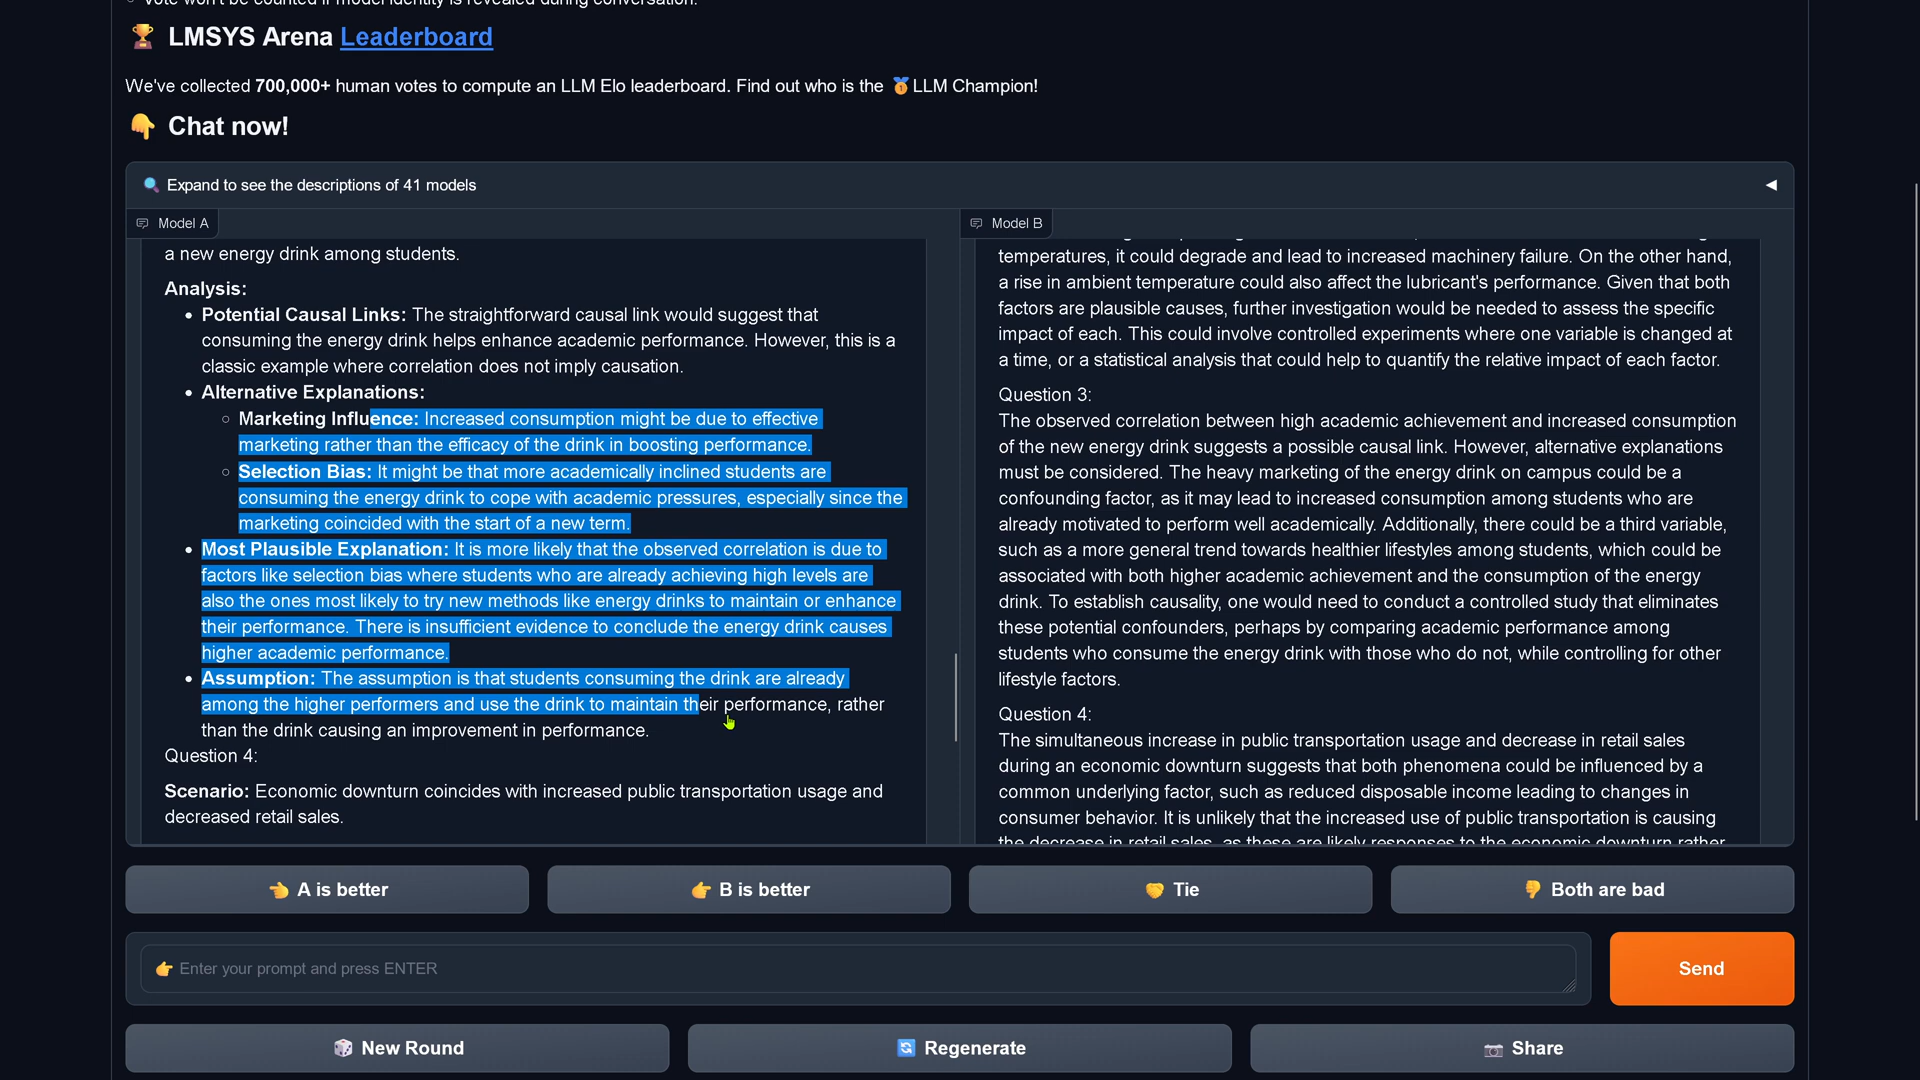 LMSYS Arena Leaderboard
We've collected 700,000+ human votes to compute an LLM Elo leaderboard. Find out who is the 🥇LLM Champion!
👇 Chat now!
🔍 Expand to see the descriptions of 41 models ◀
Model A
a new energy drink among students.
Analysis:
• Potential Causal Links: The straightforward causal link would suggest that
consuming the energy drink helps enhance academic performance. However, this is a
classic example where correlation does not imply causation.
• Alternative Explanations:
○ Marketing Influence: Increased consumption might be due to effective
marketing rather than the efficacy of the drink in boosting performance.
○ Selection Bias: It might be that more academically inclined students are
consuming the energy drink to cope with academic pressures, especially since the
marketing coincided with the start of a new term.
• Most Plausible Explanation: It is more likely that the observed correlation is due to
factors like selection bias where students who are already achieving high levels are
also the ones most likely to try new methods like energy drinks to maintain or enhance
their performance. There is insufficient evidence to conclude the energy drink causes
higher academic performance.
• Assumption: The assumption is that students consuming the drink are already
among the higher performers and use the drink to maintain their performance, rather
than the drink causing an improvement in performance.
Question 4:
Scenario: Economic downturn coincides with increased public transportation usage and
decreased retail sales.
Model B
temperatures, it could degrade and lead to increased machinery failure. On the other hand,
a rise in ambient temperature could also affect the lubricant's performance. Given that both
factors are plausible causes, further investigation would be needed to assess the specific
impact of each. This could involve controlled experiments where one variable is changed at
a time, or a statistical analysis that could help to quantify the relative impact of each factor.
Question 3:
The observed correlation between high academic achievement and increased consumption
of the new energy drink suggests a possible causal link. However, alternative explanations
must be considered. The heavy marketing of the energy drink on campus could be a
confounding factor, as it may lead to increased consumption among students who are
already motivated to perform well academically. Additionally, there could be a third variable,
such as a more general trend towards healthier lifestyles among students, which could be
associated with both higher academic achievement and the consumption of the energy
drink. To establish causality, one would need to conduct a controlled study that eliminates
these potential confounders, perhaps by comparing academic performance among
students who consume the energy drink with those who do not, while controlling for other
lifestyle factors.
Question 4:
The simultaneous increase in public transportation usage and decrease in retail sales
during an economic downturn suggests that both phenomena could be influenced by a
common underlying factor, such as reduced disposable income leading to changes in
consumer behavior. It is unlikely that the increased use of public transportation is causing
the decrease in retail sales, as these are likely responses to the economic downturn rather
👈 A is better
👉 B is better
🤝 Tie
👎 Both are bad
👉 Enter your prompt and press ENTER
Send
🎲 New Round
🔄 Regenerate
📷 Share